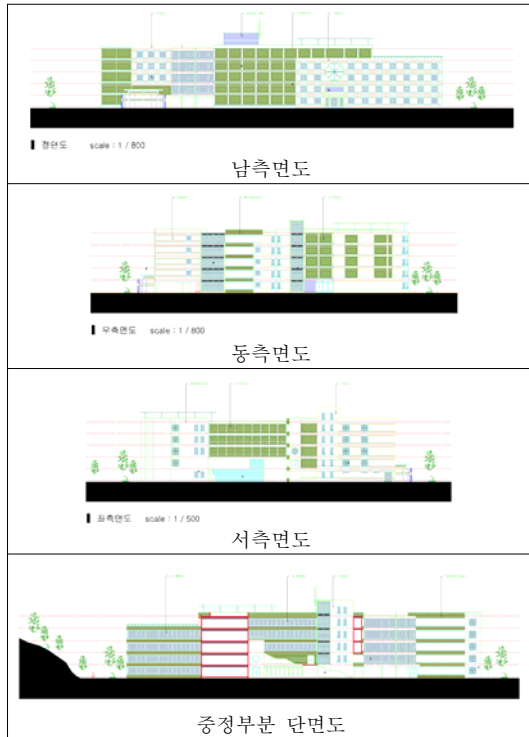 정면도 scale : 1 / 800
남측면도
우측면도 scale : 1 / 800
동측면도
좌측면도 scale : 1 / 500
서측면도
중정부분 단면도